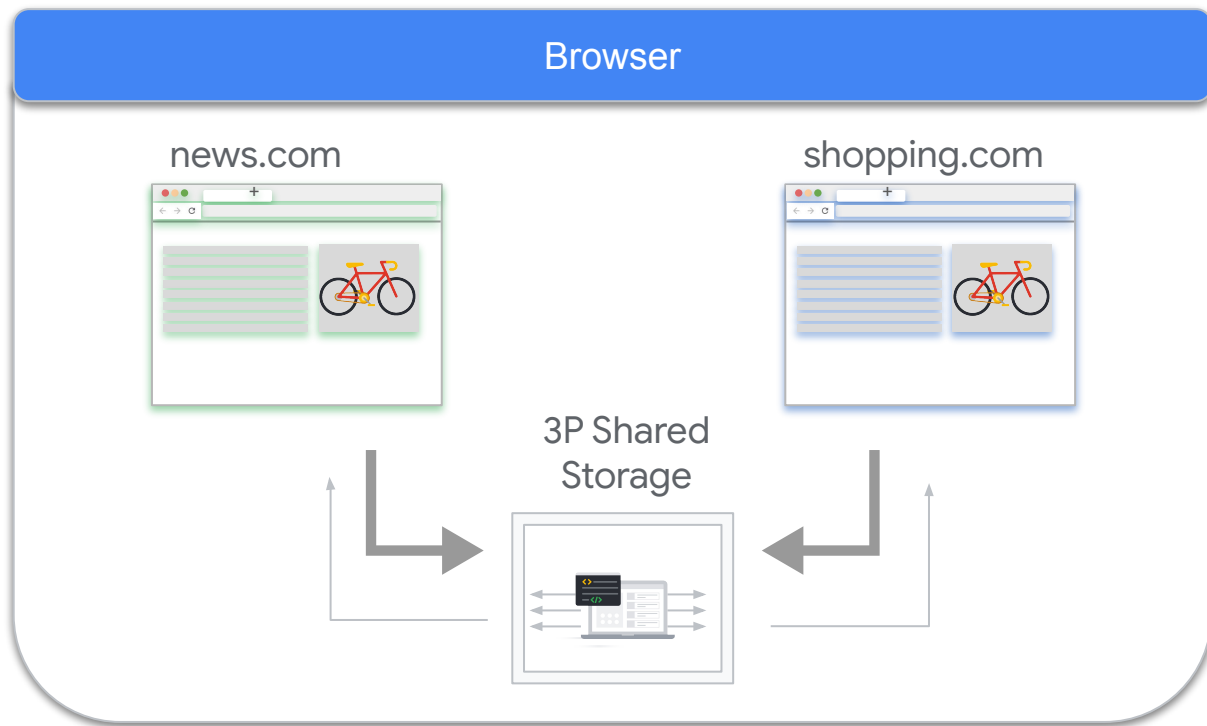 Browser
news.com
shopping.com
+
+
3P Shared
Storage
<>
</>